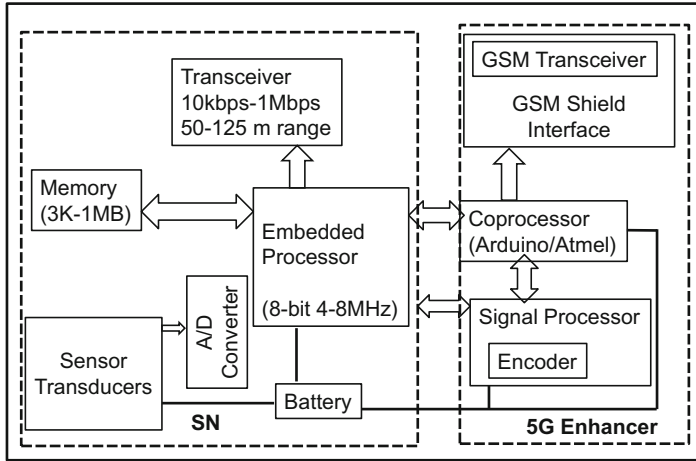 Transceiver
10kbps-1Mbps
50-125 m range
GSM Transceiver
GSM Shield
Interface
Memory
(3K-1MB)
Embedded
Processor
(8-bit 4-8MHz)
Coprocessor
(Arduino/Atmel)
A/D
Converter
Signal Processor
Encoder
Sensor
Transducers
Battery
SN
5G Enhancer